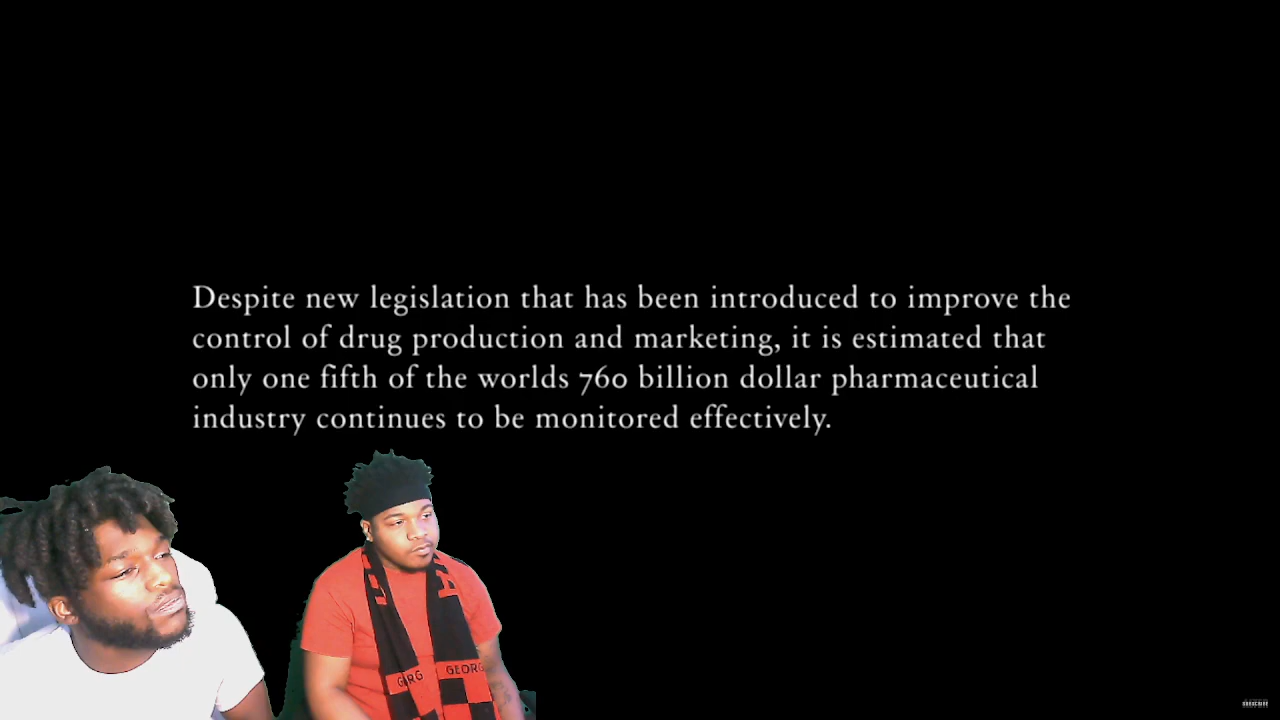 Despite new legislation that has been introduced to improve the
control of drug production and marketing, it is estimated that
only one fifth of the worlds 760 billion dollar pharmaceutical
industry continues to be monitored effectively.
GEORG